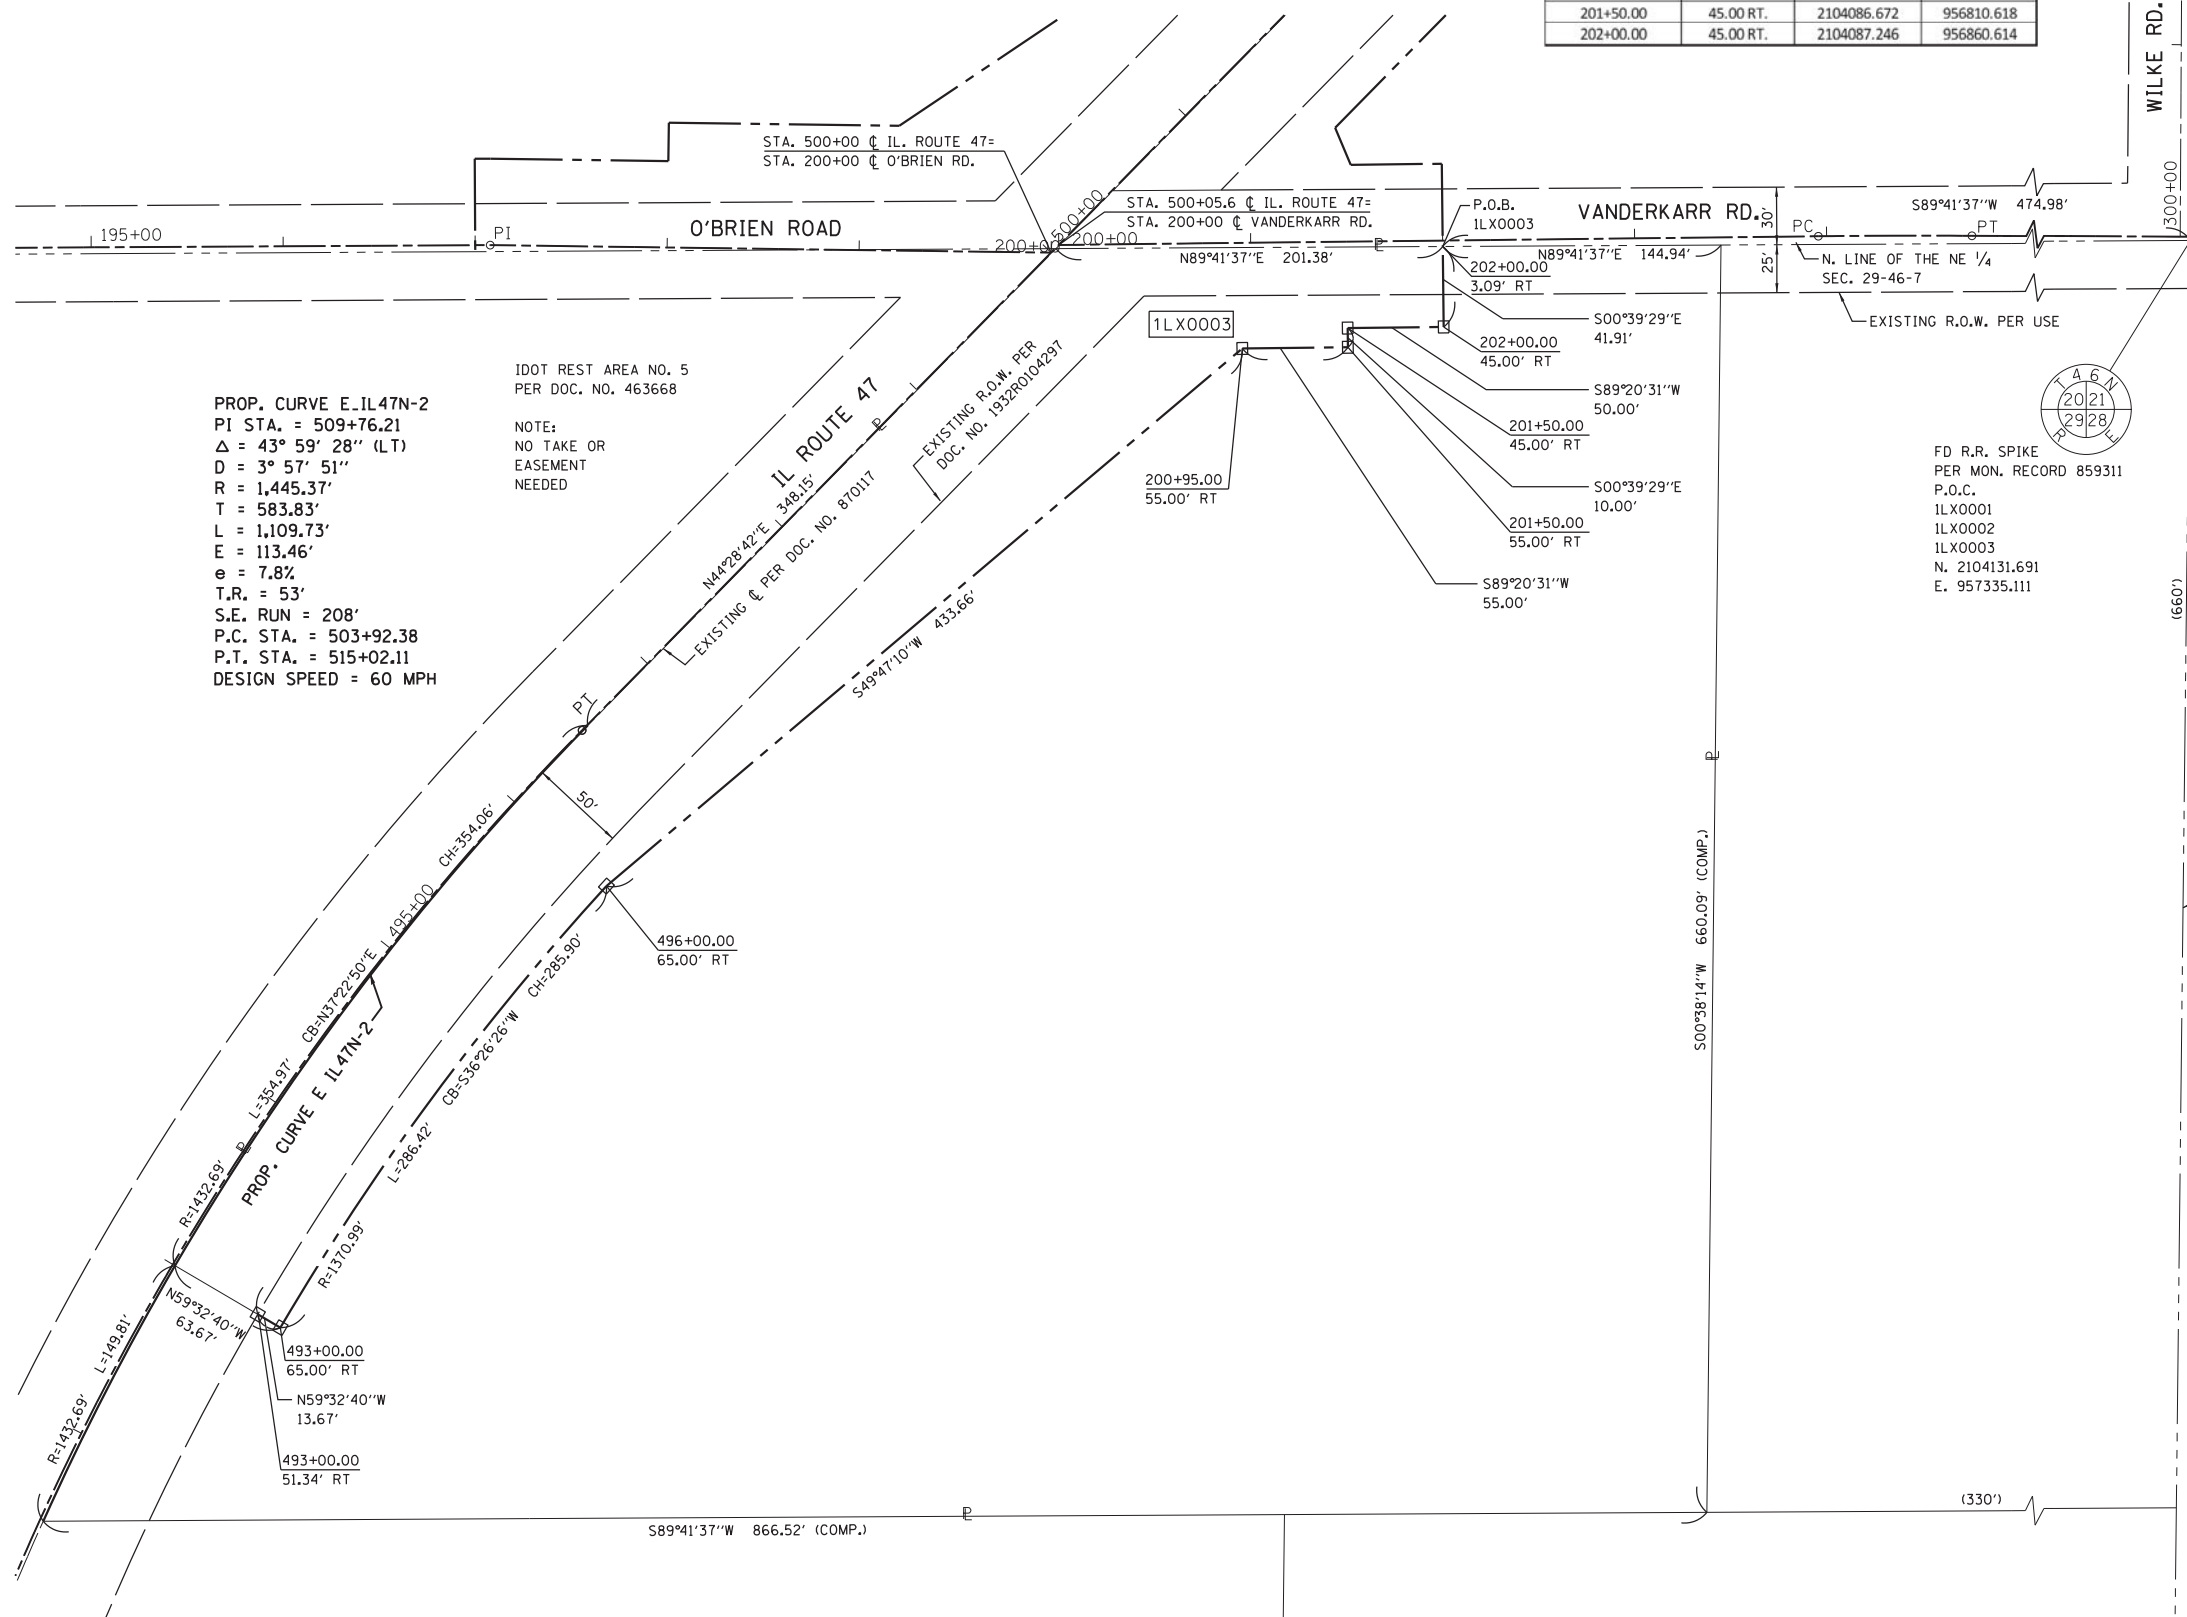 201+50.00 45.00 RT. 2104086.672 956810.618
202+00.00 45.00 RT. 2104087.246 956860.614
WILKE RD.
STA. 500+00 ℄ IL. ROUTE 47=
STA. 200+00 ℄ O'BRIEN RD.
STA. 500+05.6 ℄ IL. ROUTE 47=
STA. 200+00 ℄ VANDERKARR RD.
P.O.B.
1LX0003
VANDERKARR RD.
30'
25'
S89°41'37"W 474.98'
300+00
195+00
PI
O'BRIEN ROAD
200+00
500+00
200+00
N89°41'37"E 201.38'
N89°41'37"E 144.94'
PC
PT
N. LINE OF THE NE 1/4
SEC. 29-46-7
202+00.00
3.09' RT
EXISTING R.O.W. PER USE
1LX0003
S00°39'29"E
41.91'
202+00.00
45.00' RT
S89°20'31"W
50.00'
201+50.00
45.00' RT
S00°39'29"E
10.00'
201+50.00
55.00' RT
S89°20'31"W
55.00'
200+95.00
55.00' RT
IDOT REST AREA NO. 5
PER DOC. NO. 463668
NOTE:
NO TAKE OR
EASEMENT
NEEDED
PROP. CURVE E_IL47N-2
PI STA. = 509+76.21
Δ = 43° 59' 28" (LT)
D = 3° 57' 51"
R = 1,445.37'
T = 583.83'
L = 1,109.73'
E = 113.46'
e = 7.8%
T.R. = 53'
S.E. RUN = 208'
P.C. STA. = 503+92.38
P.T. STA. = 515+02.11
DESIGN SPEED = 60 MPH
IL ROUTE 47
EXISTING R.O.W. PER
DOC. NO. 1932R0104297
N44°28'42"E 348.15'
EXISTING ℄ PER DOC. NO. 870117
S49°47'10"W 433.66'
T 4 6 N
20 21
29 28
R E
FD R.R. SPIKE
PER MON. RECORD 859311
P.O.C.
1LX0001
1LX0002
1LX0003
N. 2104131.691
E. 957335.111
(660')
PT
50'
CH=354.06'
495+00
CB=N37°22'50"E
L=354.97'
R=1432.69'
PROP. CURVE E IL47N-2
496+00.00
65.00' RT
CH=285.90'
CB=S36°26'26"W
L=286.42'
R=1370.99'
S00°38'14"W 660.09' (COMP.)
N59°32'40"W
63.67'
493+00.00
65.00' RT
N59°32'40"W
13.67'
493+00.00
51.34' RT
L=149.81'
R=1432.69'
S89°41'37"W 866.52' (COMP.)
(330')